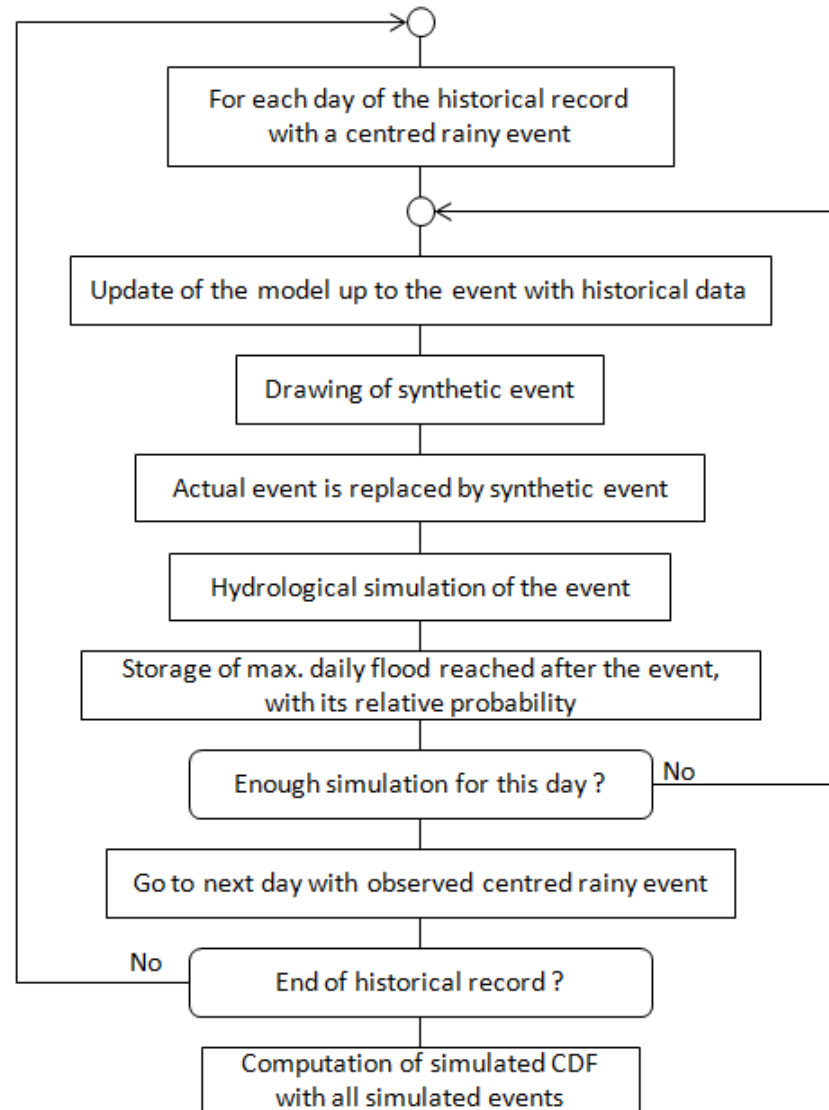 For each day of the historical record
with a centred rainy event
Update of the model up to the event with historical data
Drawing of synthetic event
Actual event is replaced by synthetic event
Hydrological simulation of the event
Storage of max. daily flood reached after the event,
with its relative probability
Enough simulation for this day ?
No
Go to next day with observed centred rainy event
No
End of historical record ?
Computation of simulated CDF
with all simulated events